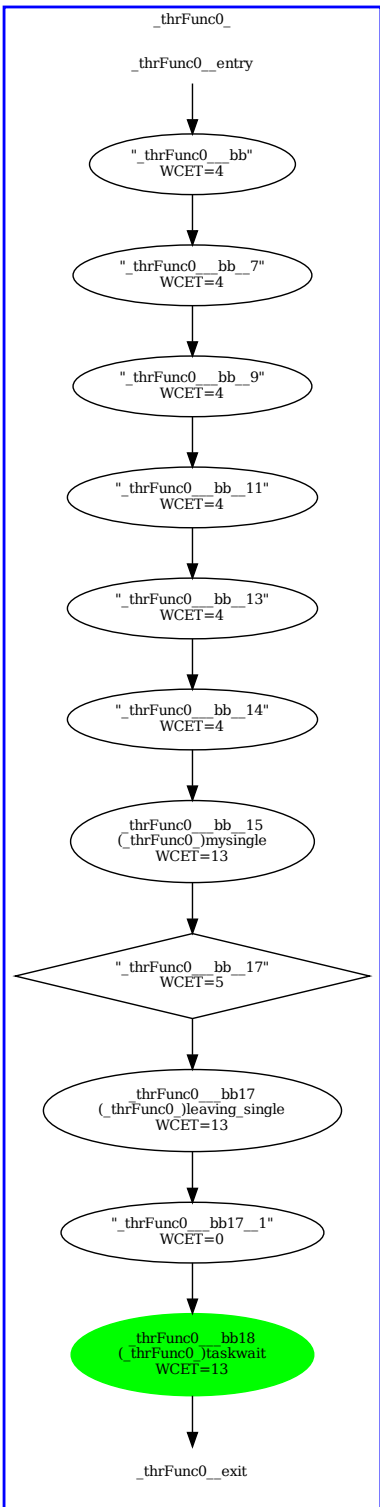 _thrFunc0_
_thrFunc0__entry
"_thrFunc0___bb"
WCET=4
"_thrFunc0___bb__7"
WCET=4
"_thrFunc0___bb__9"
WCET=4
"_thrFunc0___bb__11"
WCET=4
"_thrFunc0___bb__13"
WCET=4
"_thrFunc0___bb__14"
WCET=4
_thrFunc0___bb__15
(_thrFunc0_)mysingle
WCET=13
"_thrFunc0___bb__17"
WCET=5
_thrFunc0___bb17
(_thrFunc0_)leaving_single
WCET=13
"_thrFunc0___bb17__1"
WCET=0
_thrFunc0___bb18
(_thrFunc0_)taskwait
WCET=13
_thrFunc0__exit